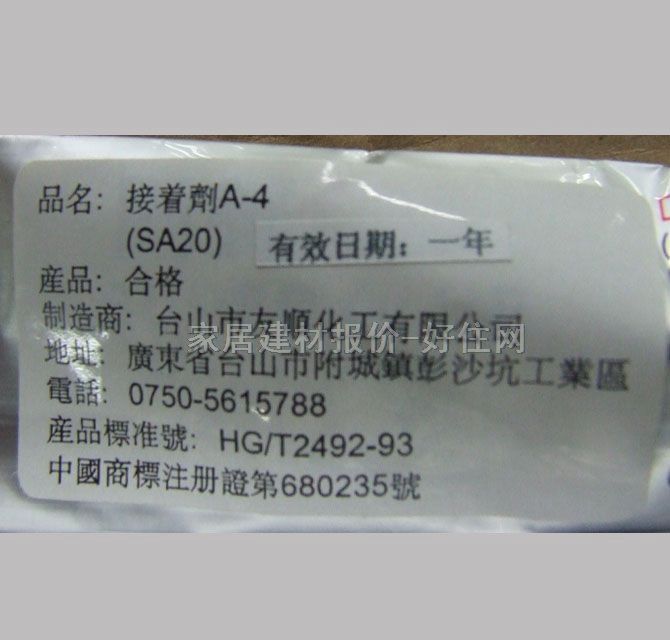 品名: 接着劑A-4
(SA20)
有效日期: 一年
産品: 合格
制造商: 台山市友順化工有限公司
地址: 廣東省台山市附城鎮彭沙坑工業區
電話: 0750-5615788
産品標准號: HG/T2492-93
中國商標注册證第680235號
家居建材报价-好住网